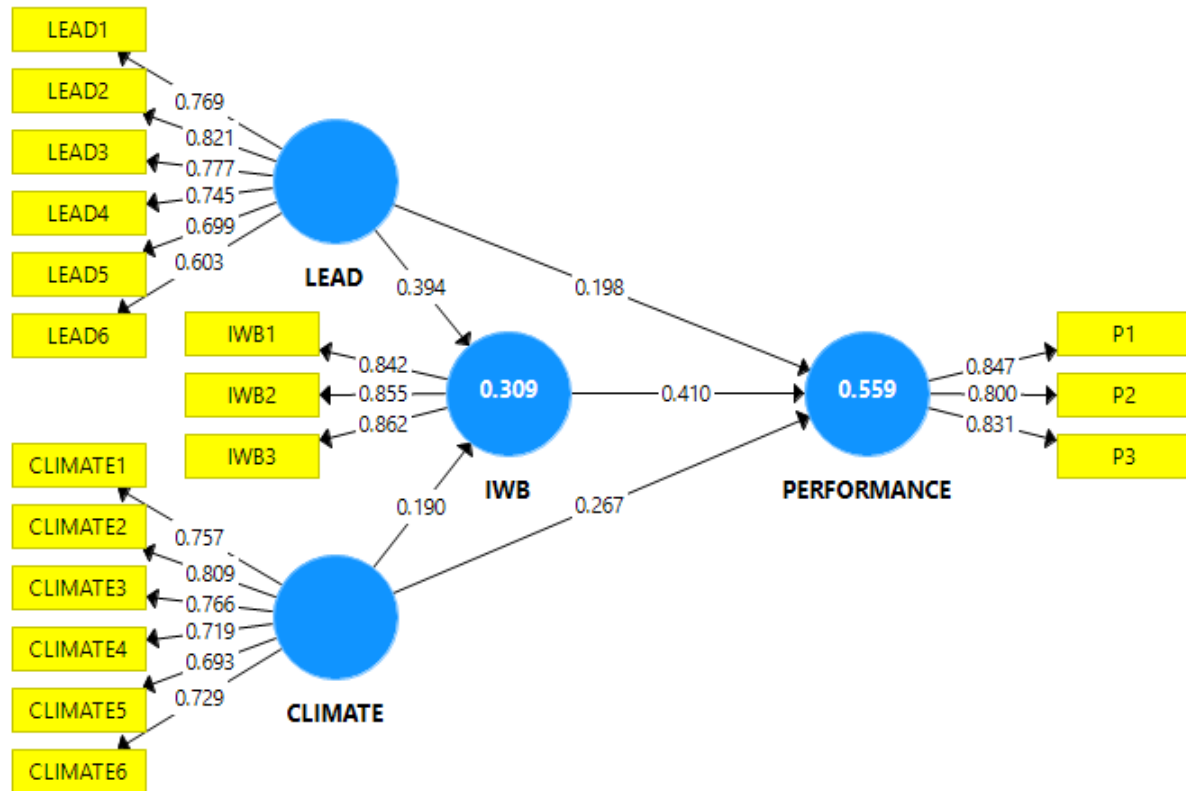 LEAD1
LEAD2
LEAD3
LEAD4
LEAD5
LEAD6
0.769
0.821
0.777
0.745
0.699
0.603
LEAD
0.394
0.198
IWB1
IWB2
IWB3
0.842
0.855
0.862
0.309
IWB
0.410
0.559
PERFORMANCE
0.847
0.800
0.831
P1
P2
P3
0.190
0.267
CLIMATE1
CLIMATE2
CLIMATE3
CLIMATE4
CLIMATE5
CLIMATE6
0.757
0.809
0.766
0.719
0.693
0.729
CLIMATE